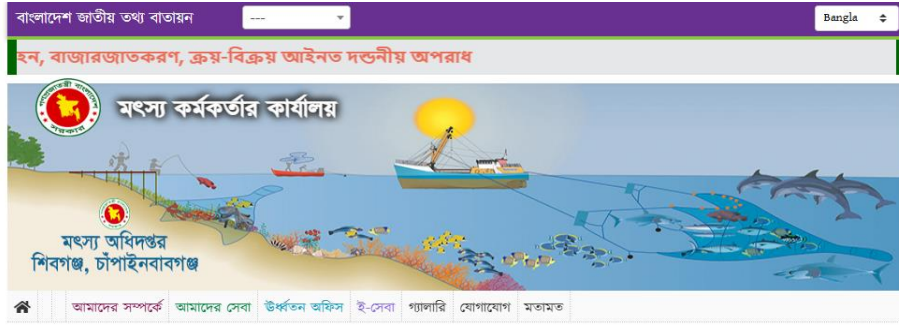 বাংলাদেশ জাতীয় তথ্য বাতায়ন --- Bangla
হন, বাজারজাতকরণ, ক্রয়-বিক্রয় আইনত দন্ডনীয় অপরাধ
মৎস্য কর্মকর্তার কার্যালয়
মৎস্য অধিদপ্তর
শিবগঞ্জ, চাঁপাইনবাবগঞ্জ
আমাদের সম্পর্কে আমাদের সেবা ঊর্ধ্বতন অফিস ই-সেবা গ্যালারি যোগাযোগ মতামত